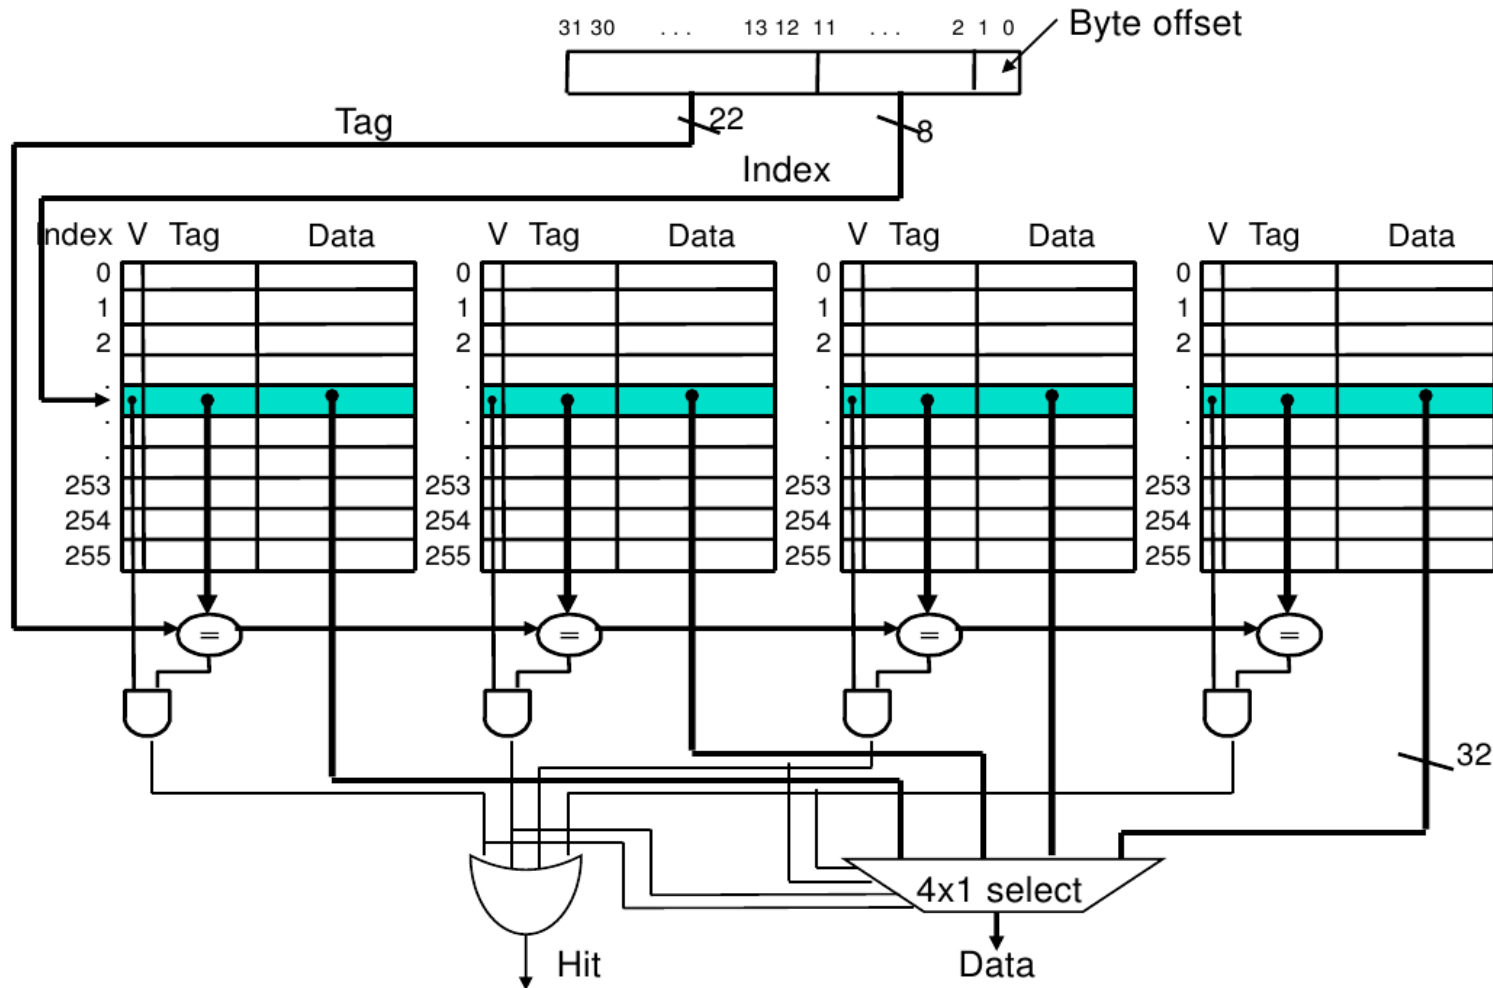 31 30 . . . 13 12 11 . . . 2 1 0 Byte offset
22
8
Tag
Index
Index V Tag Data V Tag Data V Tag Data V Tag Data
0 0 0 0
1 1 1 1
2 2 2 2
. . . .
. . . .
. . . .
253 253 253 253
254 254 254 254
255 255 255 255
= = = =
32
4x1 select
Hit
Data